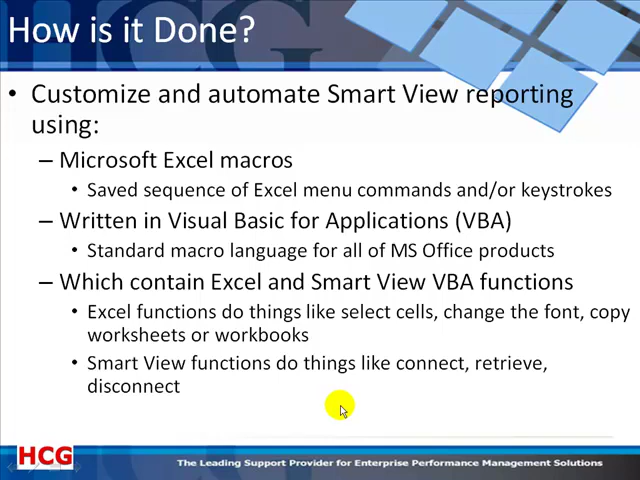 How is it Done?
• Customize and automate Smart View reporting
using:
– Microsoft Excel macros
• Saved sequence of Excel menu commands and/or keystrokes
– Written in Visual Basic for Applications (VBA)
• Standard macro language for all of MS Office products
– Which contain Excel and Smart View VBA functions
• Excel functions do things like select cells, change the font, copy
worksheets or workbooks
• Smart View functions do things like connect, retrieve,
disconnect
HCG
The Leading Support Provider for Enterprise Performance Management Solutions